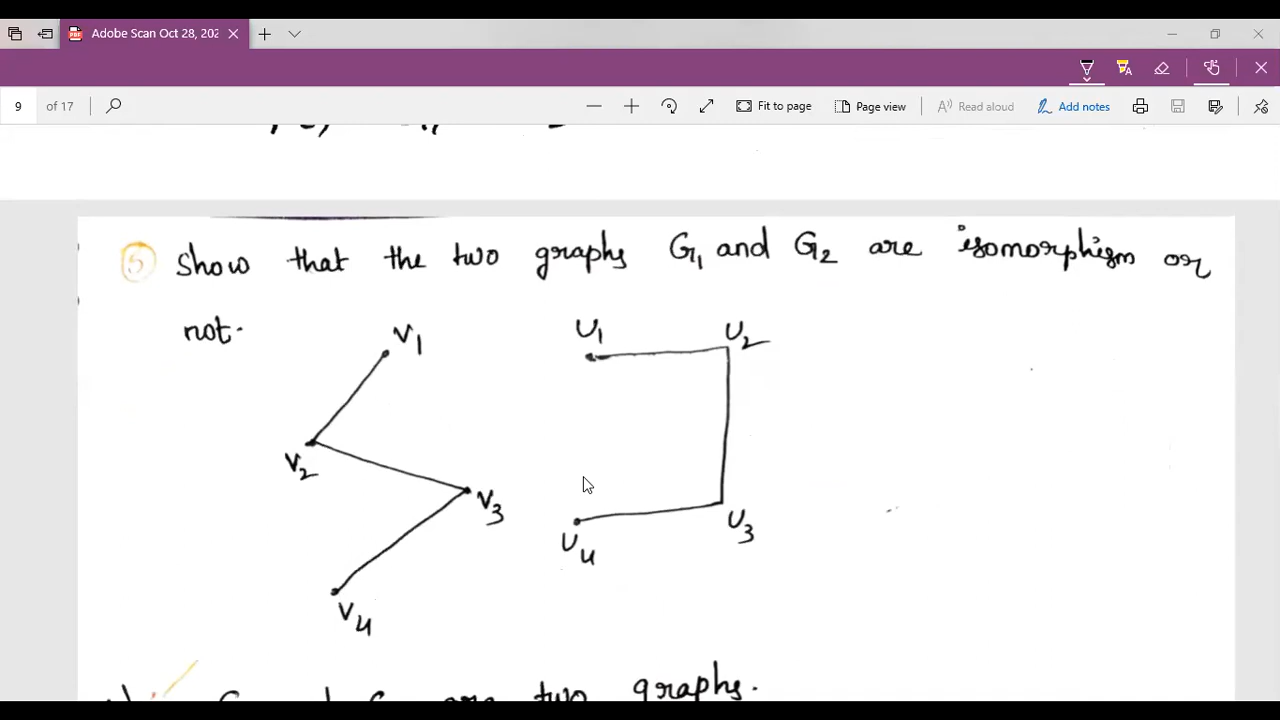 Adobe Scan Oct 28, 202
9 of 17
Fit to page
Page view
Read aloud
Add notes
5 Show that the two graphs G1 and G2 are isomorphism or
not.
V1 U1 U2
V2
V3
U4 U3
V4
two graphs.